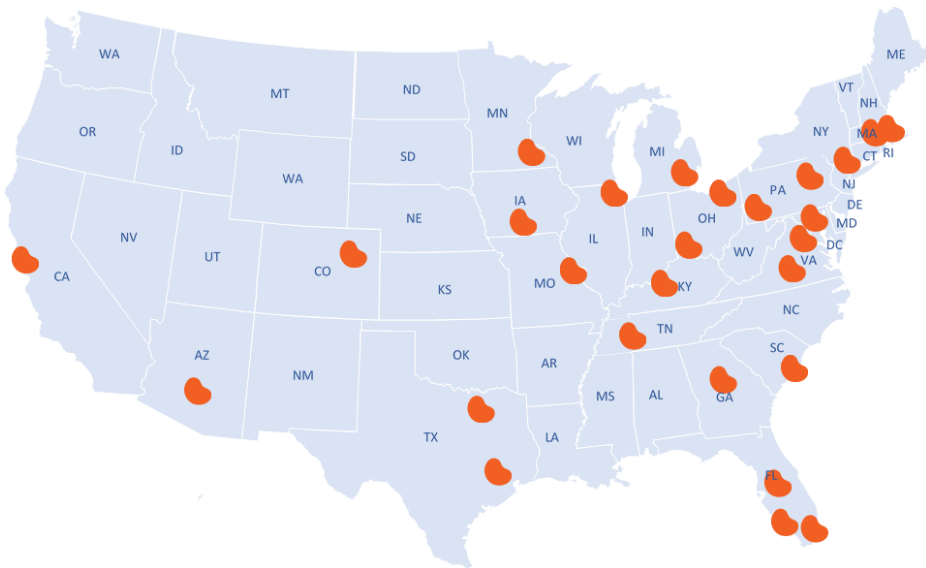 WA
ME
MT
ND
VT
MN
NH
OR
NY
MA
WI
ID
MI
CT
RI
SD
WA
PA
NJ
IA
DE
NE
OH
MD
NV
IL
IN
DC
UT
WV
VA
CO
CA
MO
KY
KS
NC
TN
AZ
SC
OK
AR
NM
MS
AL
GA
TX
LA
FL